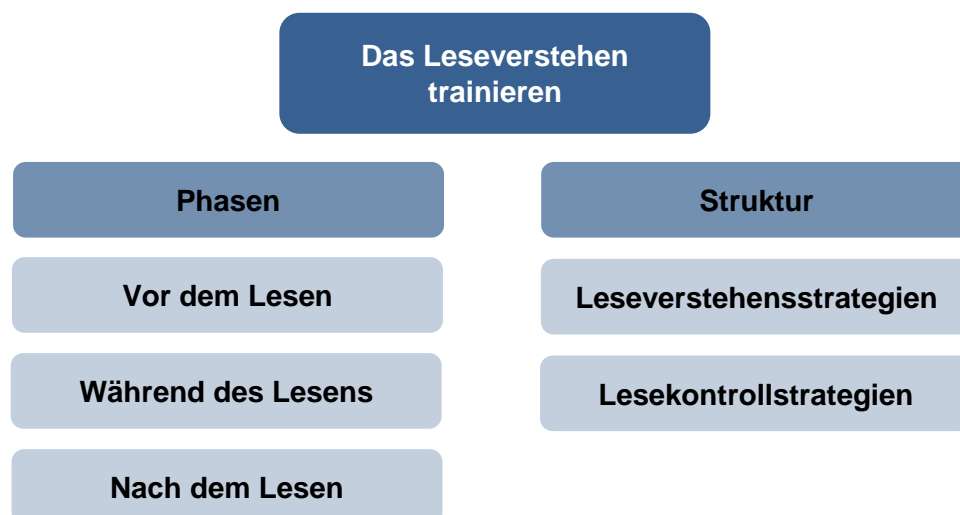 Das Leseverstehen
trainieren
Phasen
Vor dem Lesen
Während des Lesens
Nach dem Lesen
Struktur
Leseverstehensstrategien
Lesekontrollstrategien